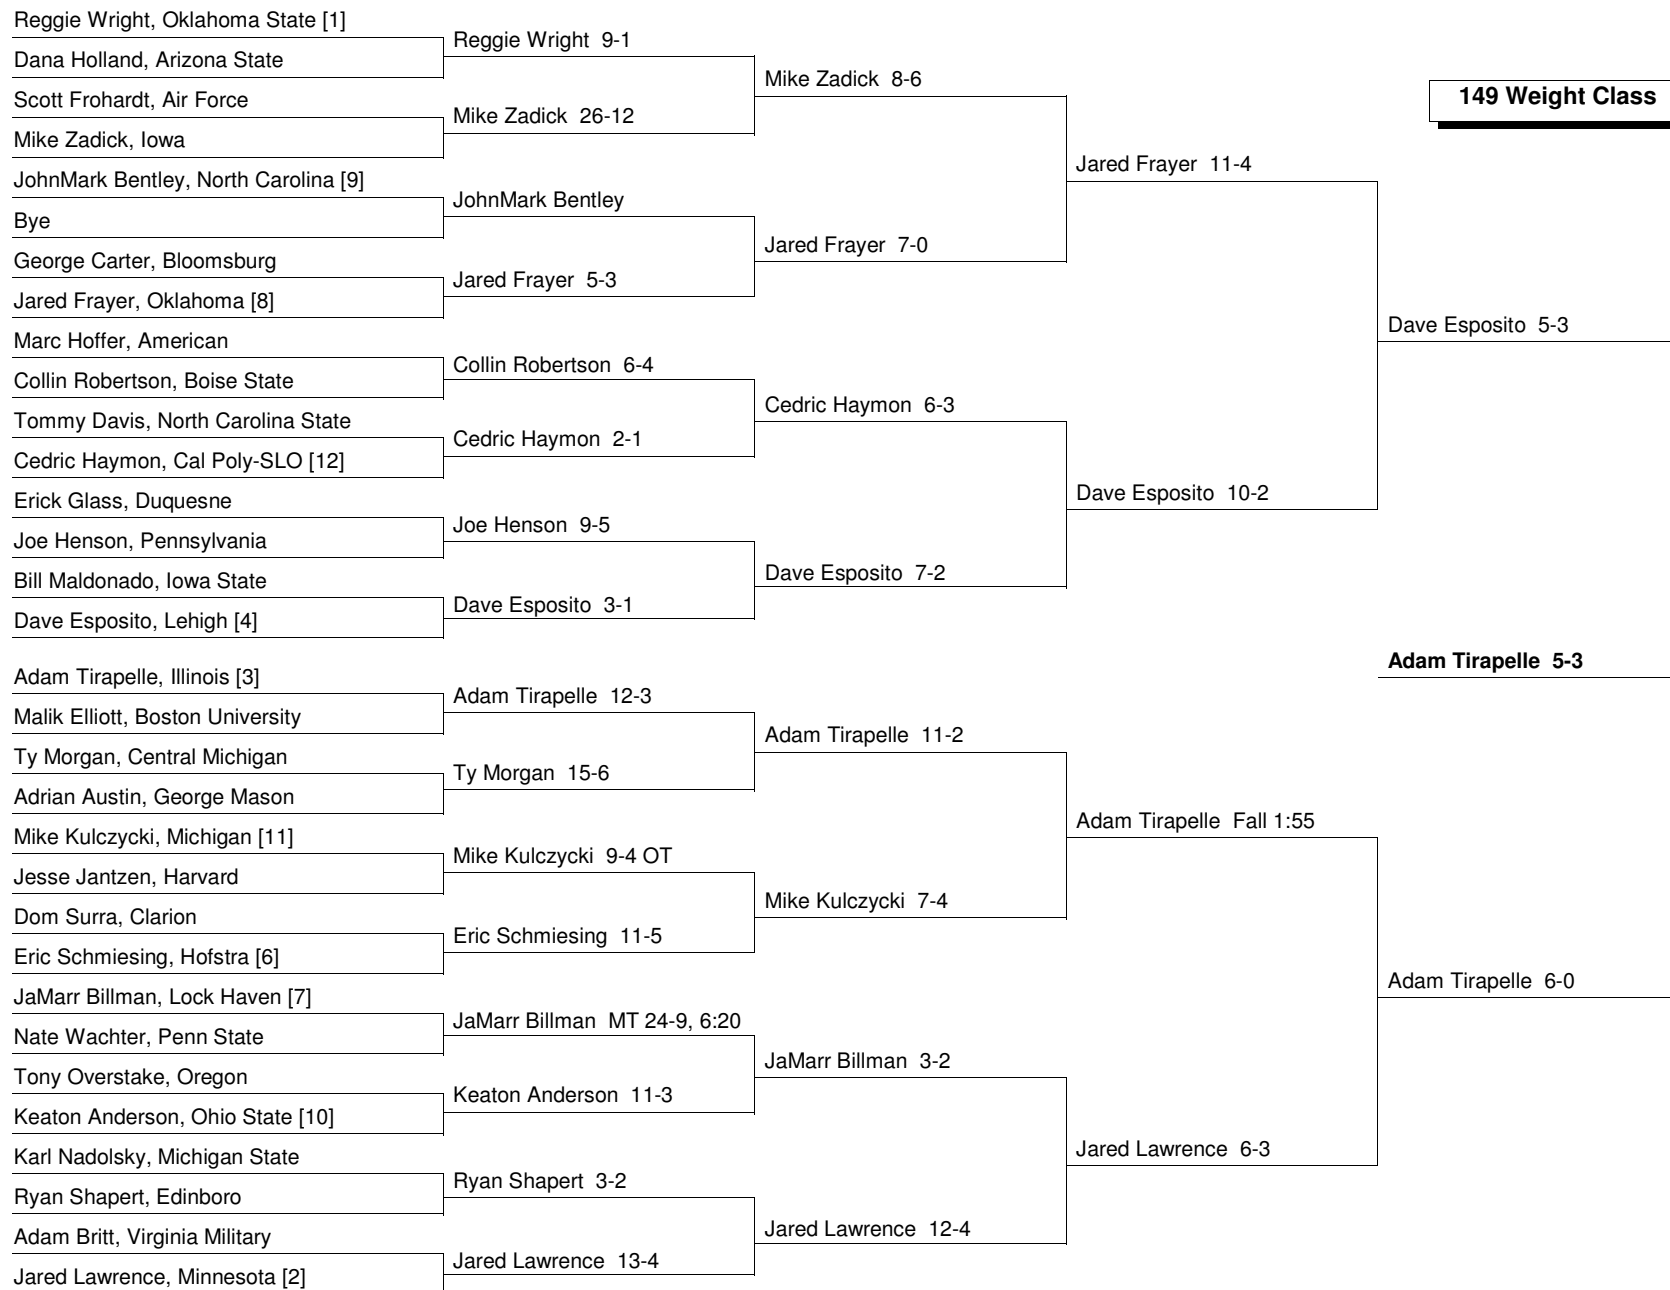 149 Weight Class
Reggie Wright, Oklahoma State [1]
Dana Holland, Arizona State
Scott Frohardt, Air Force
Mike Zadick, Iowa
JohnMark Bentley, North Carolina [9]
Bye
George Carter, Bloomsburg
Jared Frayer, Oklahoma [8]
Marc Hoffer, American
Collin Robertson, Boise State
Tommy Davis, North Carolina State
Cedric Haymon, Cal Poly-SLO [12]
Erick Glass, Duquesne
Joe Henson, Pennsylvania
Bill Maldonado, Iowa State
Dave Esposito, Lehigh [4]
Adam Tirapelle, Illinois [3]
Malik Elliott, Boston University
Ty Morgan, Central Michigan
Adrian Austin, George Mason
Mike Kulczycki, Michigan [11]
Jesse Jantzen, Harvard
Dom Surra, Clarion
Eric Schmiesing, Hofstra [6]
JaMarr Billman, Lock Haven [7]
Nate Wachter, Penn State
Tony Overstake, Oregon
Keaton Anderson, Ohio State [10]
Karl Nadolsky, Michigan State
Ryan Shapert, Edinboro
Adam Britt, Virginia Military
Jared Lawrence, Minnesota [2]
Reggie Wright 9-1
Mike Zadick 26-12
JohnMark Bentley
Jared Frayer 5-3
Collin Robertson 6-4
Cedric Haymon 2-1
Joe Henson 9-5
Dave Esposito 3-1
Adam Tirapelle 12-3
Ty Morgan 15-6
Mike Kulczycki 9-4 OT
Eric Schmiesing 11-5
JaMarr Billman MT 24-9, 6:20
Keaton Anderson 11-3
Ryan Shapert 3-2
Jared Lawrence 13-4
Mike Zadick 8-6
Jared Frayer 7-0
Cedric Haymon 6-3
Dave Esposito 7-2
Adam Tirapelle 11-2
Mike Kulczycki 7-4
JaMarr Billman 3-2
Jared Lawrence 12-4
Jared Frayer 11-4
Dave Esposito 10-2
Adam Tirapelle Fall 1:55
Jared Lawrence 6-3
Dave Esposito 5-3
Adam Tirapelle 5-3
Adam Tirapelle 6-0